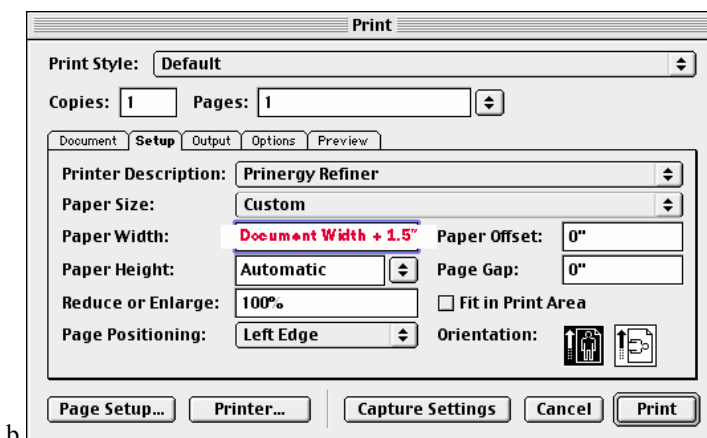 Print
Print Style: Default
Copies: 1 Pages: 1
Document Setup Output Options Preview
Printer Description: Prinergy Refiner
Paper Size: Custom
Paper Width: Document Width + 1.5" Paper Offset: 0"
Paper Height: Automatic Page Gap: 0"
Reduce or Enlarge: 100% Fit in Print Area
Page Positioning: Left Edge Orientation:
Page Setup... Printer... Capture Settings Cancel Print
b